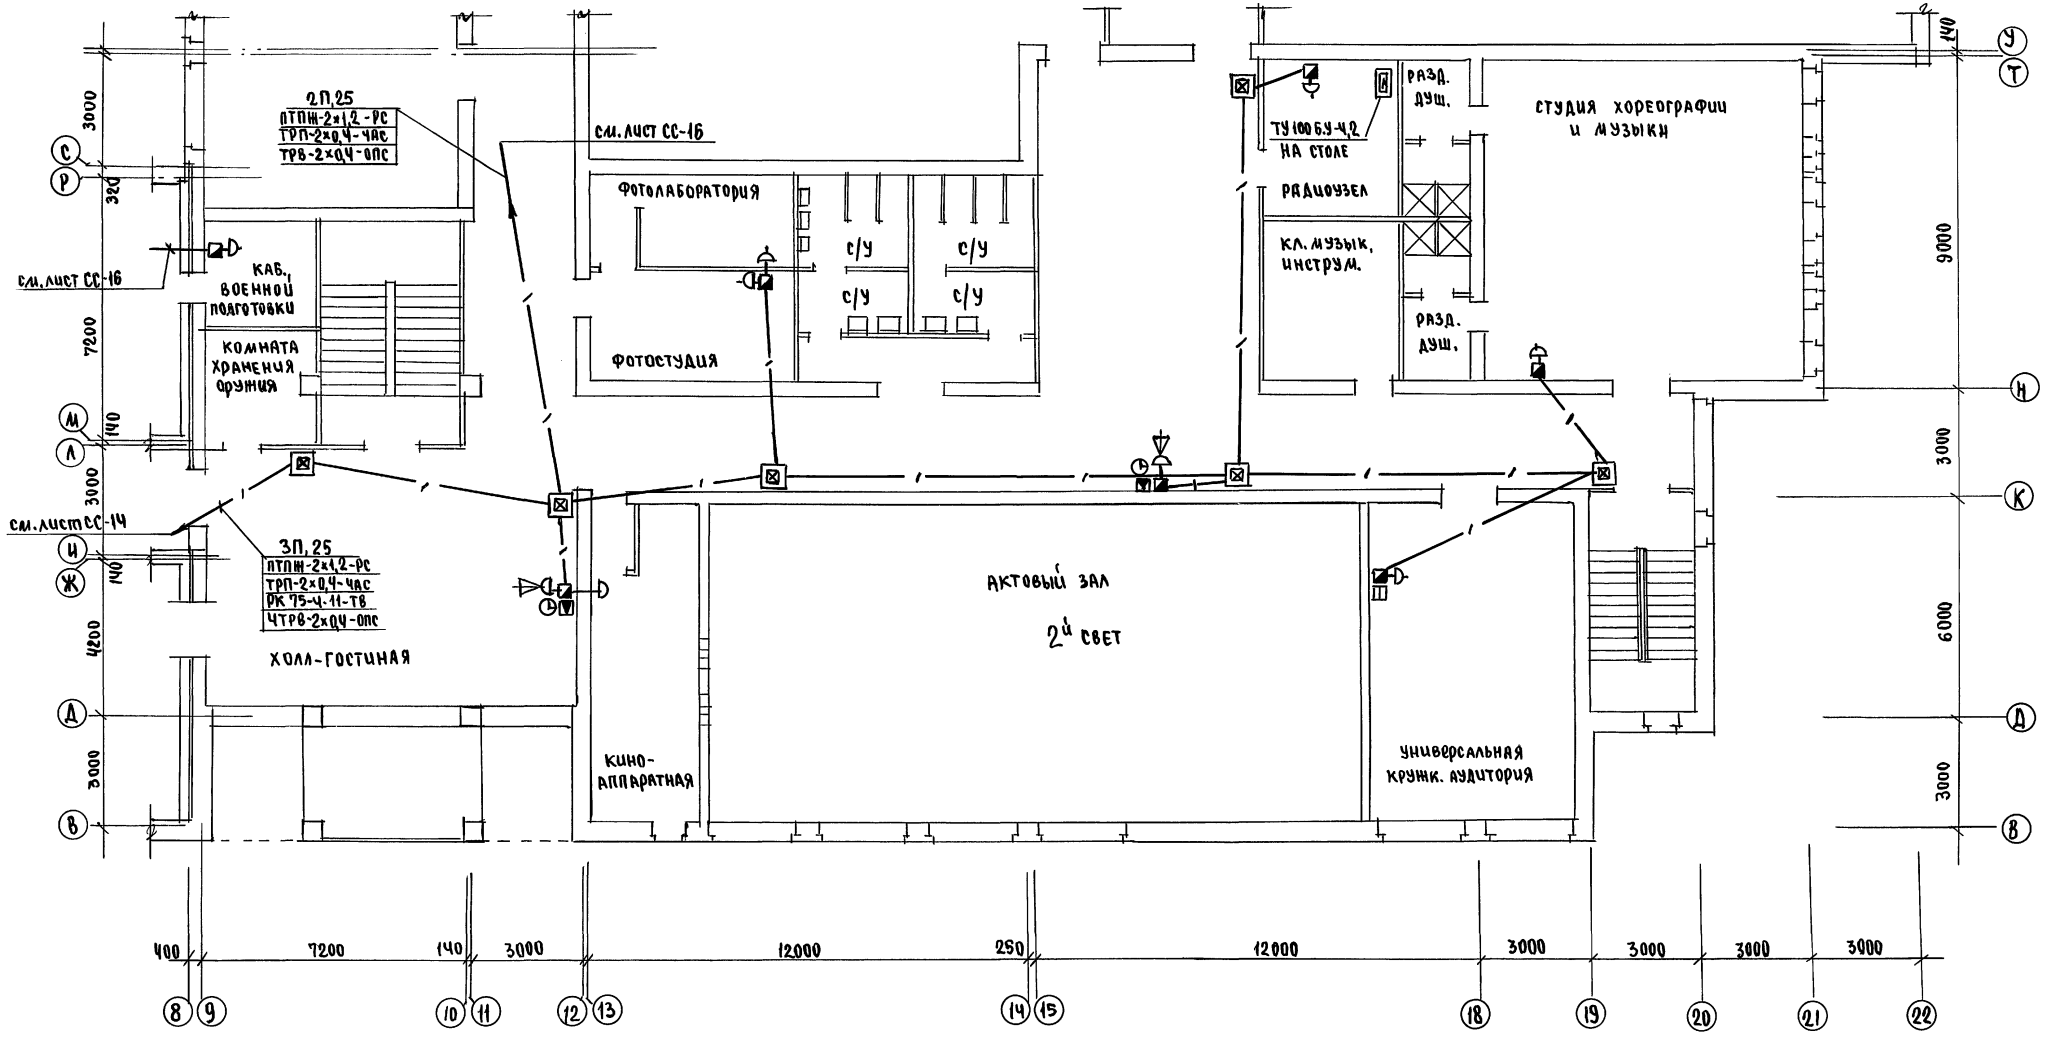 У
140
Т
3000
2П,25
ПТПЖ-2×1,2-РС
ТРП-2×0,4-ЧАС
ТРВ-2×0,4-ОПС
СМ. ЛИСТ СС-16
РАЗД.
ДУШ.
СТУДИЯ ХОРЕОГРАФИИ
И МУЗЫКИ
ТУ100Б.У-4,2
НА СТОЛЕ
С
Р
320
ФОТОЛАБОРАТОРИЯ
РАДИОУЗЕЛ
9000
СМ. ЛИСТ СС-16
КАБ.
ВОЕННОЙ
ПОДГОТОВКИ
С/У
С/У
С/У
С/У
КЛ. МУЗЫК.
ИНСТРУМ.
РАЗД.
ДУШ.
7200
КОМНАТА
ХРАНЕНИЯ
ОРУЖИЯ
ФОТОСТУДИЯ
Н
М
140
Л
3000
3000
К
СМ. ЛИСТ СС-14
И
140
Ж
3П,25
ПТПЖ-2×1,2-РС
ТРП-2×0,4-ЧАС
РК 75-4-11-ТВ
ЧТРВ-2×0,4-ОПС
АКТОВЫЙ ЗАЛ
2й СВЕТ
6000
4200
ХОЛЛ-ГОСТИНАЯ
Д
Д
3000
КИНО-
АППАРАТНАЯ
УНИВЕРСАЛЬНАЯ
КРУЖК. АУДИТОРИЯ
3000
В
В
400 7200 140 3000 12000 250 12000 3000 3000 3000 3000
8 9 10 11 12 13 14 15 18 19 20 21 22